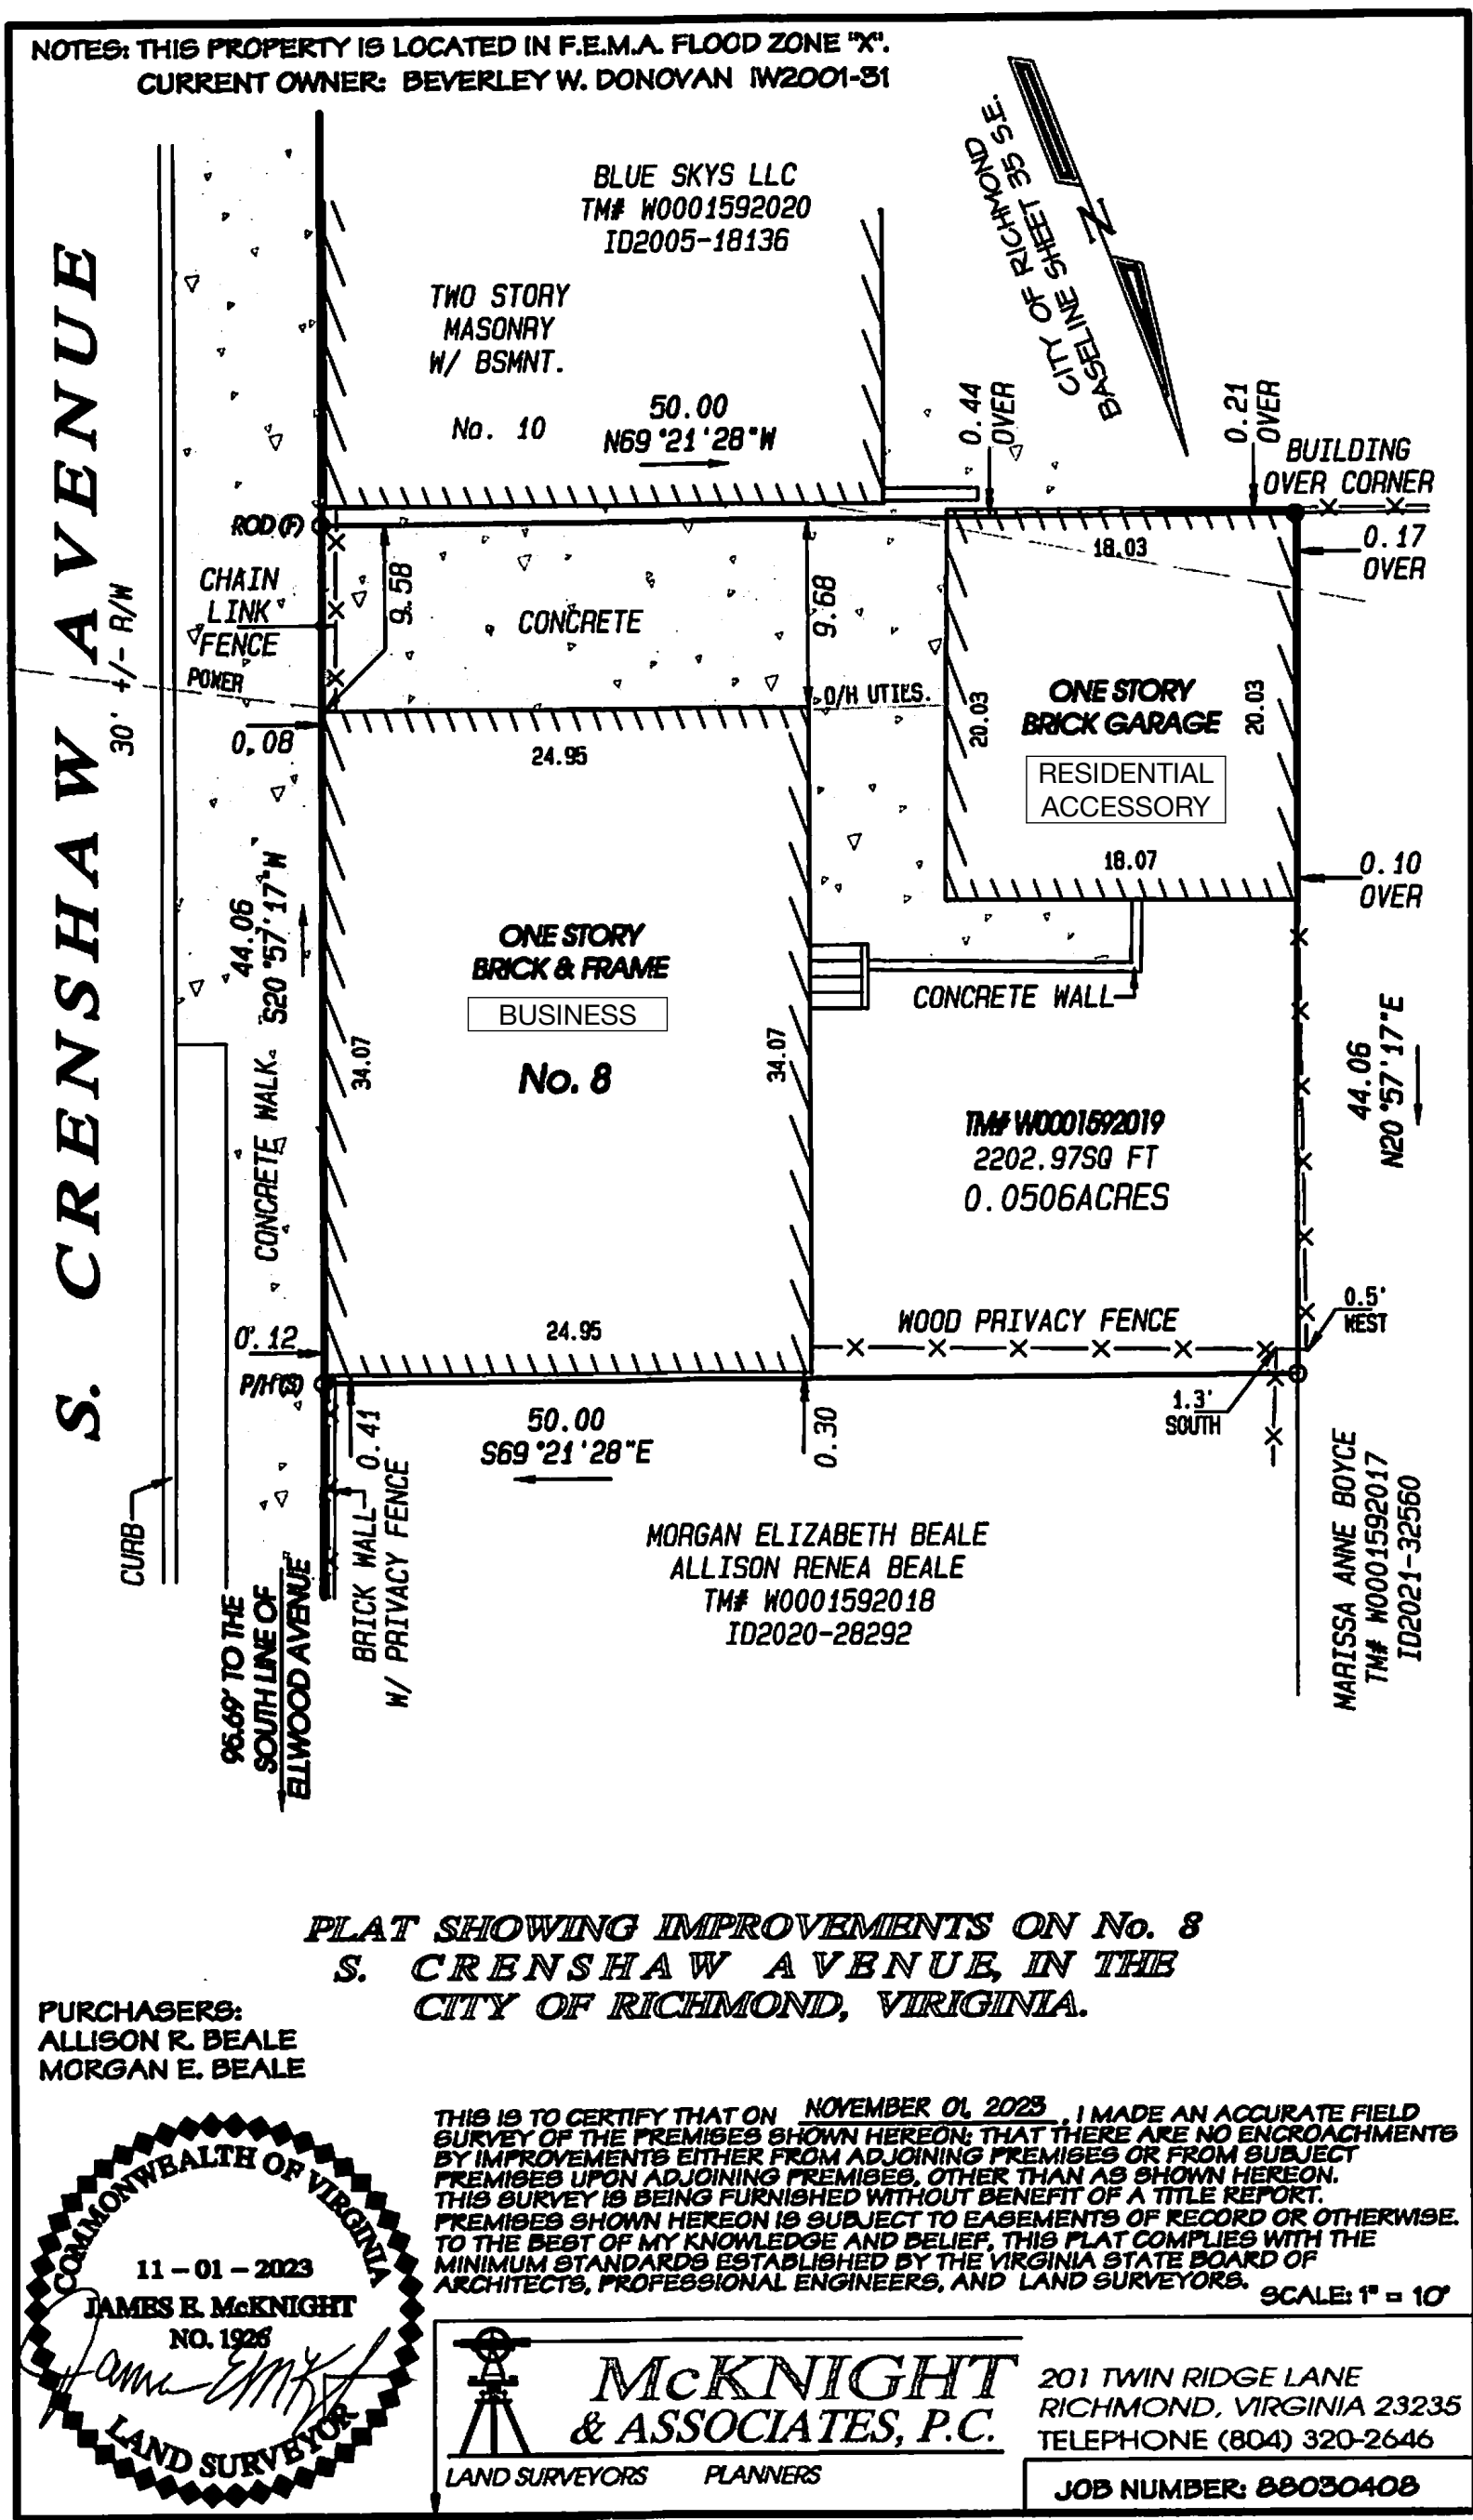 NOTES: THIS PROPERTY IS LOCATED IN F.E.M.A. FLOOD ZONE "X".
CURRENT OWNER: BEVERLEY W. DONOVAN IW2001-31
BLUE SKYS LLC
TM# W0001592020
ID2005-18136
CITY OF RICHMOND
BASELINE SHEET 35 S.E.
N
TWO STORY
MASONRY
W/ BSMNT.
No. 10
50.00
N69°21'28"W
0.44
OVER
0.21
OVER
BUILDING
OVER CORNER
0.17
OVER
S. CRENSHAW AVENUE
30' +/- R/W
ROD (F)
CHAIN
LINK
FENCE
POWER
9.58
CONCRETE
9.68
O/H UTIES.
18.03
20.03
20.03
ONE STORY
BRICK GARAGE
RESIDENTIAL
ACCESSORY
18.07
0.10
OVER
0.08
24.95
44.06
S20°57'17"W
ONE STORY
BRICK & FRAME
BUSINESS
No. 8
34.07
34.07
CONCRETE WALL
CONCRETE WALK
44.06
N20°57'17"E
TM# W0001592019
2202.97SQ FT
0.0506ACRES
WOOD PRIVACY FENCE
0.5'
WEST
1.3'
SOUTH
24.95
0.12
P/H (S)
0.41
50.00
S69°21'28"E
0.30
CURB
BRICK WALL
W/ PRIVACY FENCE
95.69' TO THE
SOUTH LINE OF
ELLWOOD AVENUE
MORGAN ELIZABETH BEALE
ALLISON RENEA BEALE
TM# W0001592018
ID2020-28292
MARISSA ANNE BOYCE
TM# W0001592017
ID2021-32560
PLAT SHOWING IMPROVEMENTS ON No. 8
S. CRENSHAW AVENUE, IN THE
CITY OF RICHMOND, VIRIGINIA.
PURCHASERS:
ALLISON R. BEALE
MORGAN E. BEALE
THIS IS TO CERTIFY THAT ON NOVEMBER 01, 2023, I MADE AN ACCURATE FIELD
SURVEY OF THE PREMISES SHOWN HEREON; THAT THERE ARE NO ENCROACHMENTS
BY IMPROVEMENTS EITHER FROM ADJOINING PREMISES OR FROM SUBJECT
PREMISES UPON ADJOINING PREMISES, OTHER THAN AS SHOWN HEREON.
THIS SURVEY IS BEING FURNISHED WITHOUT BENEFIT OF A TITLE REPORT.
PREMISES SHOWN HEREON IS SUBJECT TO EASEMENTS OF RECORD OR OTHERWISE.
TO THE BEST OF MY KNOWLEDGE AND BELIEF, THIS PLAT COMPLIES WITH THE
MINIMUM STANDARDS ESTABLISHED BY THE VIRGINIA STATE BOARD OF
ARCHITECTS, PROFESSIONAL ENGINEERS, AND LAND SURVEYORS.
SCALE: 1" = 10'
COMMONWEALTH OF VIRGINIA
11-01-2023
JAMES E. McKNIGHT
NO. 1926
LAND SURVEYOR
McKNIGHT
& ASSOCIATES, P.C.
LAND SURVEYORS PLANNERS
201 TWIN RIDGE LANE
RICHMOND, VIRGINIA 23235
TELEPHONE (804) 320-2646
JOB NUMBER: 88030408